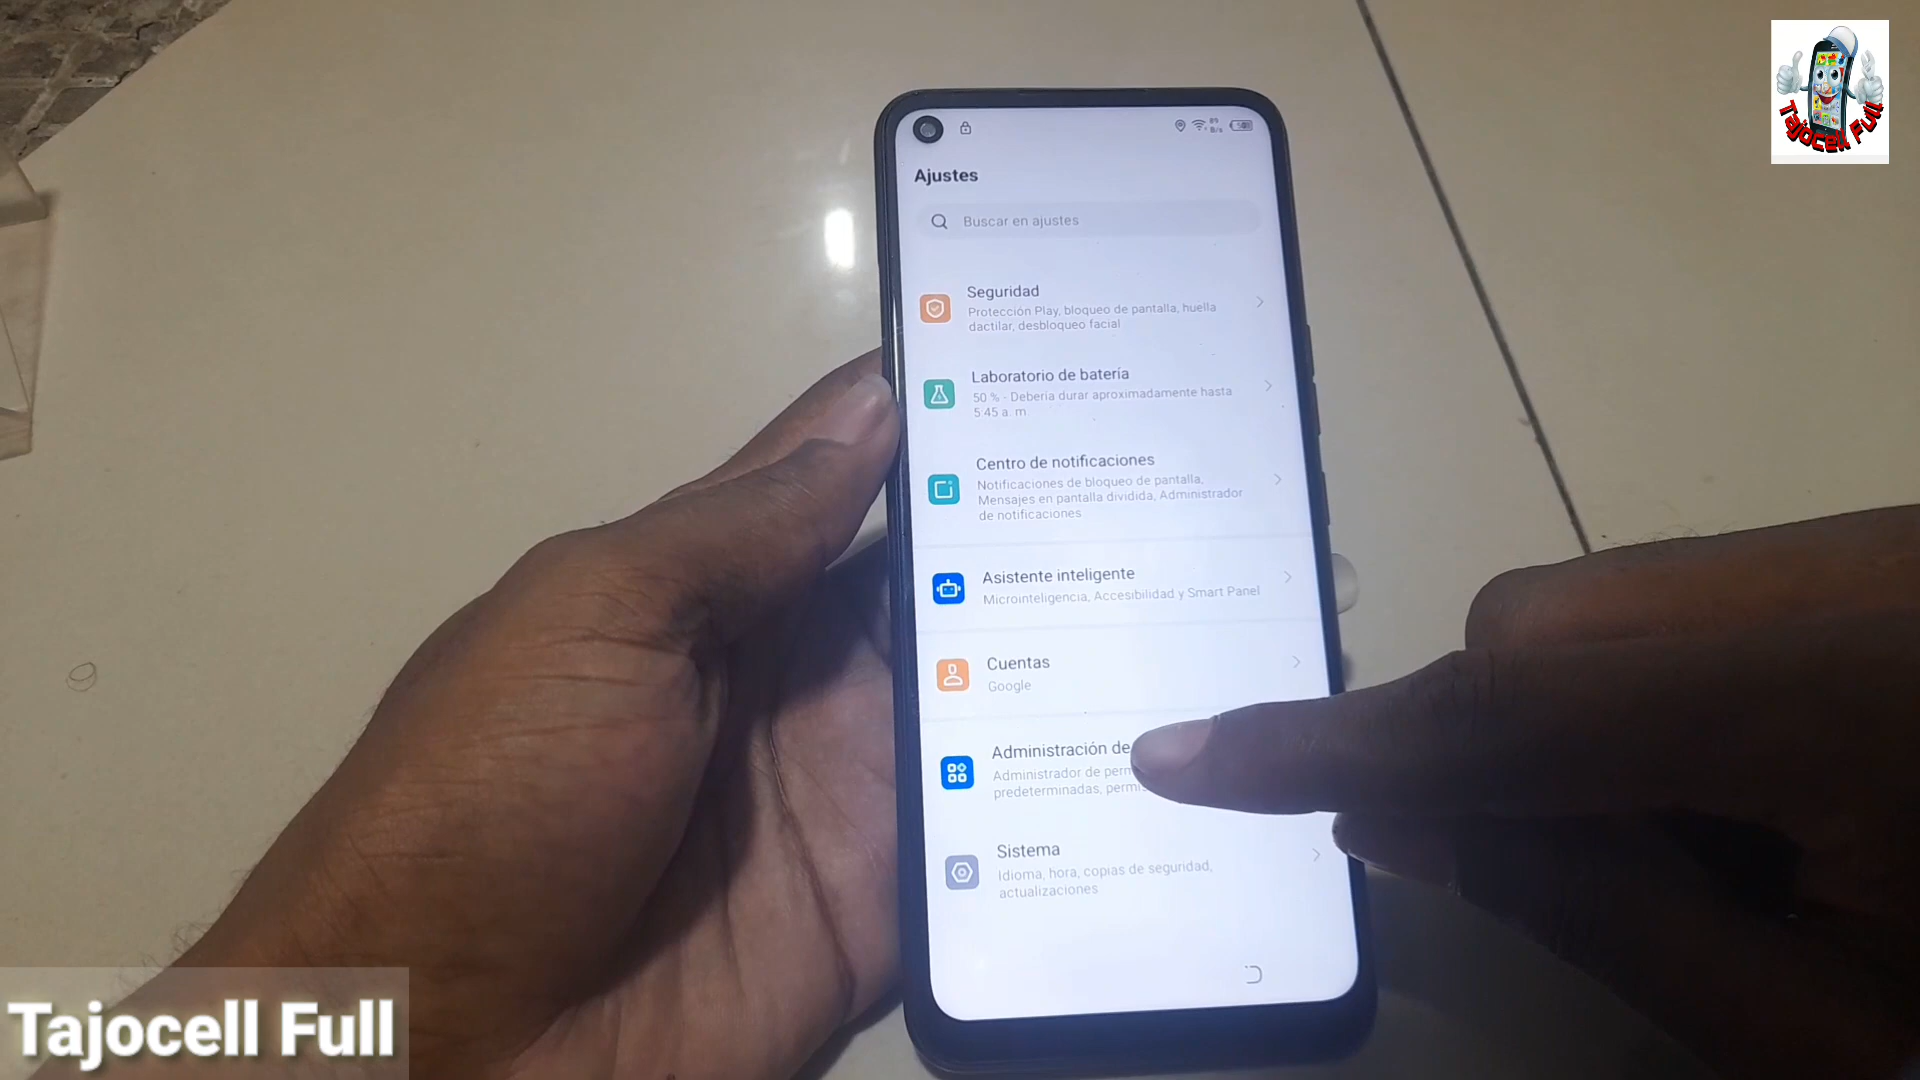 Tajocell Full
Ajustes
Buscar en ajustes
Seguridad
Protección Play, bloqueo de pantalla, huella
dactilar, desbloqueo facial
Laboratorio de batería
50 % - Debería durar aproximadamente hasta
5:45 a. m.
Centro de notificaciones
Notificaciones de bloqueo de pantalla,
Mensajes en pantalla dividida, Administrador
de notificaciones
Asistente inteligente
Microinteligencia, Accesibilidad y Smart Panel
Cuentas
Google
Administración de
Administrador de
predeterminadas,
Sistema
Idioma, hora, copias de seguridad,
actualizaciones
Tajocell Full